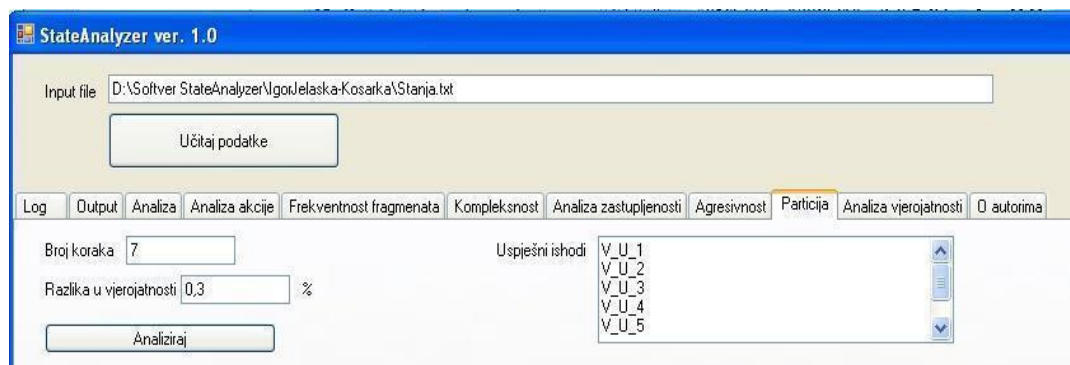 StateAnalyzer ver. 1.0
Input file D:\Softver StateAnalyzer\IgorJelaska-Kosarka\Stanja.txt
Učitaj podatke
Log Output Analiza Analiza akcije Frekventnost fragmenata Kompleksnost Analiza zastupljenosti Agresivnost Particija Analiza vjerojatnosti O autorima
Broj koraka 7 Uspješni ishodi V_U_1
V_U_2
Razlika u vjerojatnosti 0,3 % V_U_3
V_U_4
Analiziraj V_U_5